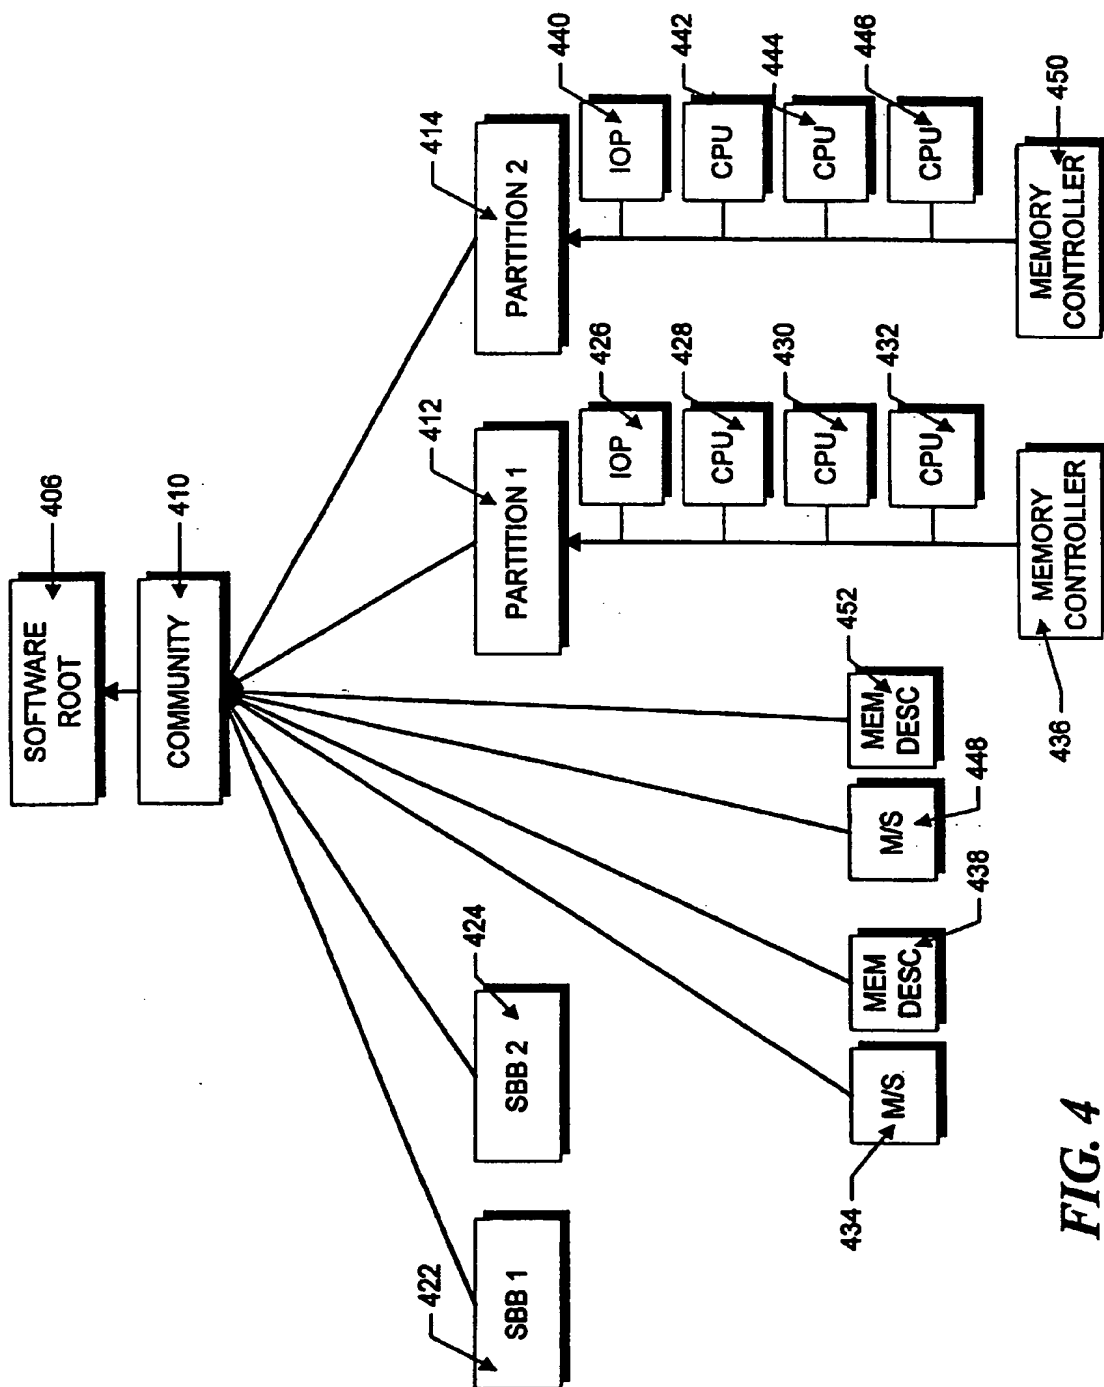 SOFTWARE
ROOT
406
COMMUNITY
410
SBB 1
422
SBB 2
424
PARTITION 1
412
PARTITION 2
414
M/S
434
MEM
DESC
438
M/S
448
MEM
DESC
452
IOP
426
CPU
428
CPU
430
CPU
432
MEMORY
CONTROLLER
436
IOP
440
CPU
442
CPU
444
CPU
446
MEMORY
CONTROLLER
450
FIG. 4